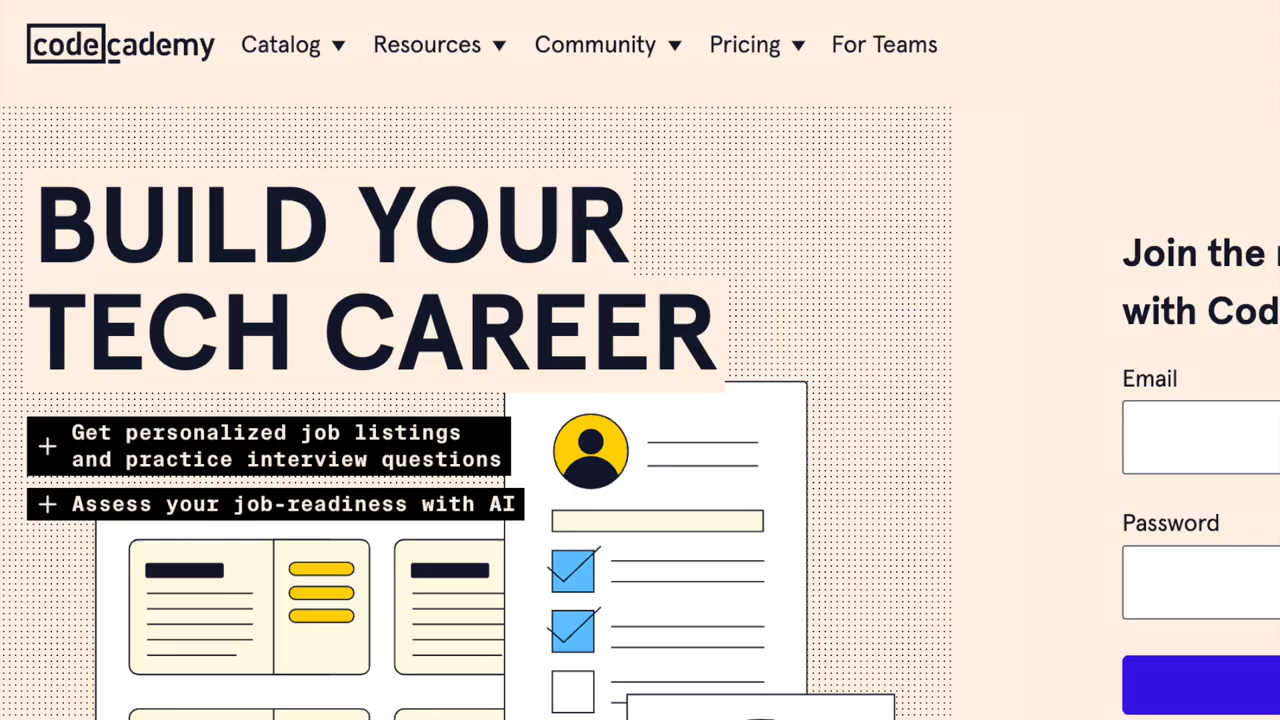 codecademy
Catalog
Resources
Community
Pricing
For Teams
BUILD YOUR
TECH CAREER
Get personalized job listings
and practice interview questions
Assess your job-readiness with AI
Join the
with
Email
Password